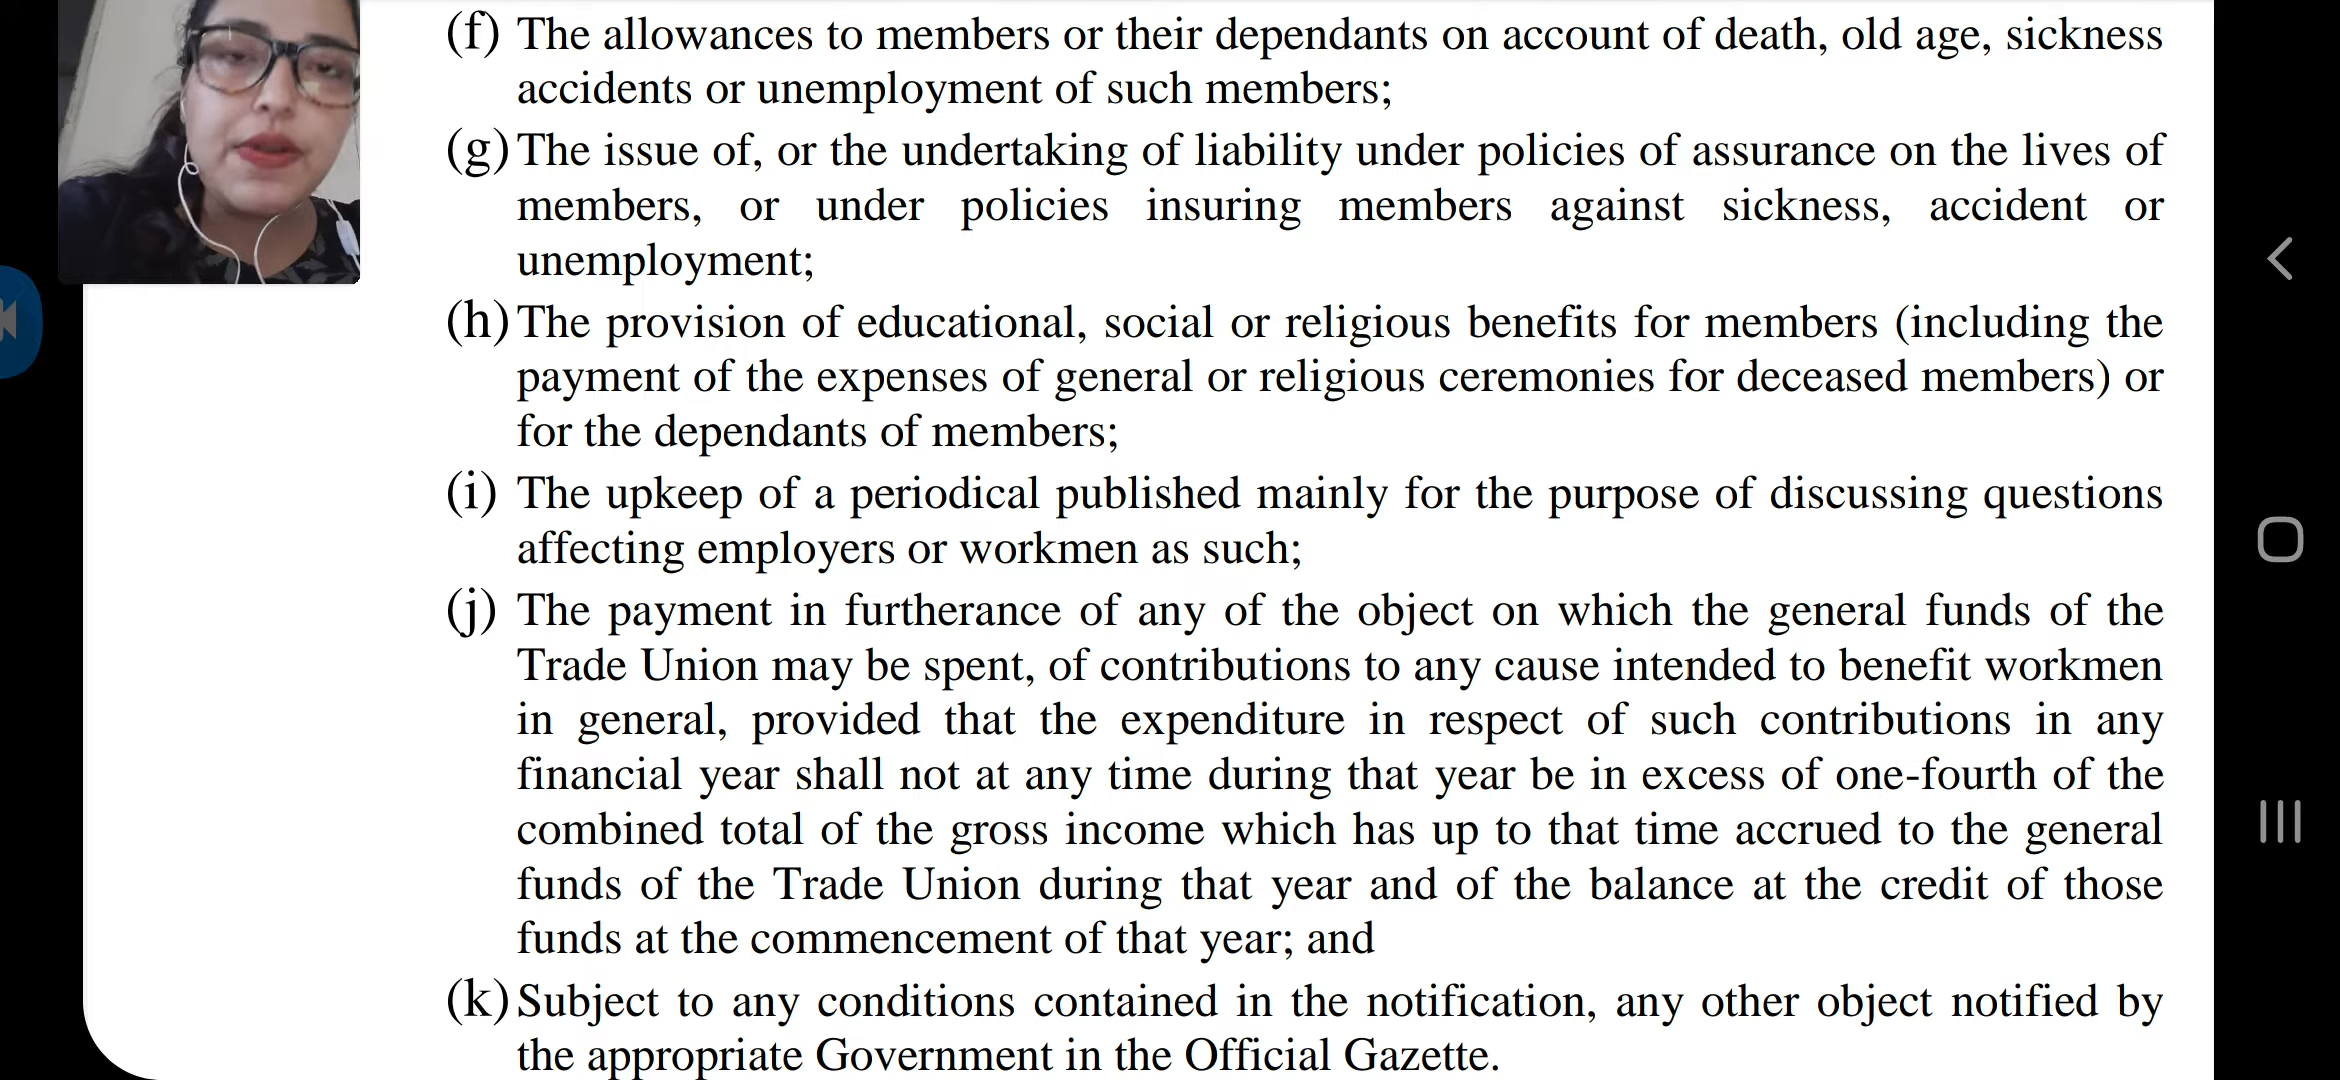 (f) The allowances to members or their dependants on account of death, old age, sickness
accidents or unemployment of such members;
(g) The issue of, or the undertaking of liability under policies of assurance on the lives of
members, or under policies insuring members against sickness, accident or
unemployment;
(h) The provision of educational, social or religious benefits for members (including the
payment of the expenses of general or religious ceremonies for deceased members) or
for the dependants of members;
(i) The upkeep of a periodical published mainly for the purpose of discussing questions
affecting employers or workmen as such;
(j) The payment in furtherance of any of the object on which the general funds of the
Trade Union may be spent, of contributions to any cause intended to benefit workmen
in general, provided that the expenditure in respect of such contributions in any
financial year shall not at any time during that year be in excess of one-fourth of the
combined total of the gross income which has up to that time accrued to the general
funds of the Trade Union during that year and of the balance at the credit of those
funds at the commencement of that year; and
(k) Subject to any conditions contained in the notification, any other object notified by
the appropriate Government in the Official Gazette.